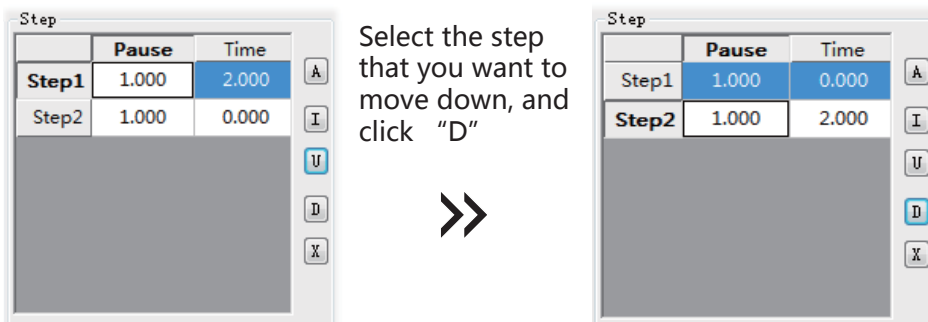 Step
Pause Time
Step1 1.000 2.000
Step2 1.000 0.000
A
I
U
D
X
Select the step
that you want to
move down, and
click “D”
Step
Pause Time
Step1 1.000 0.000
Step2 1.000 2.000
A
I
U
D
X